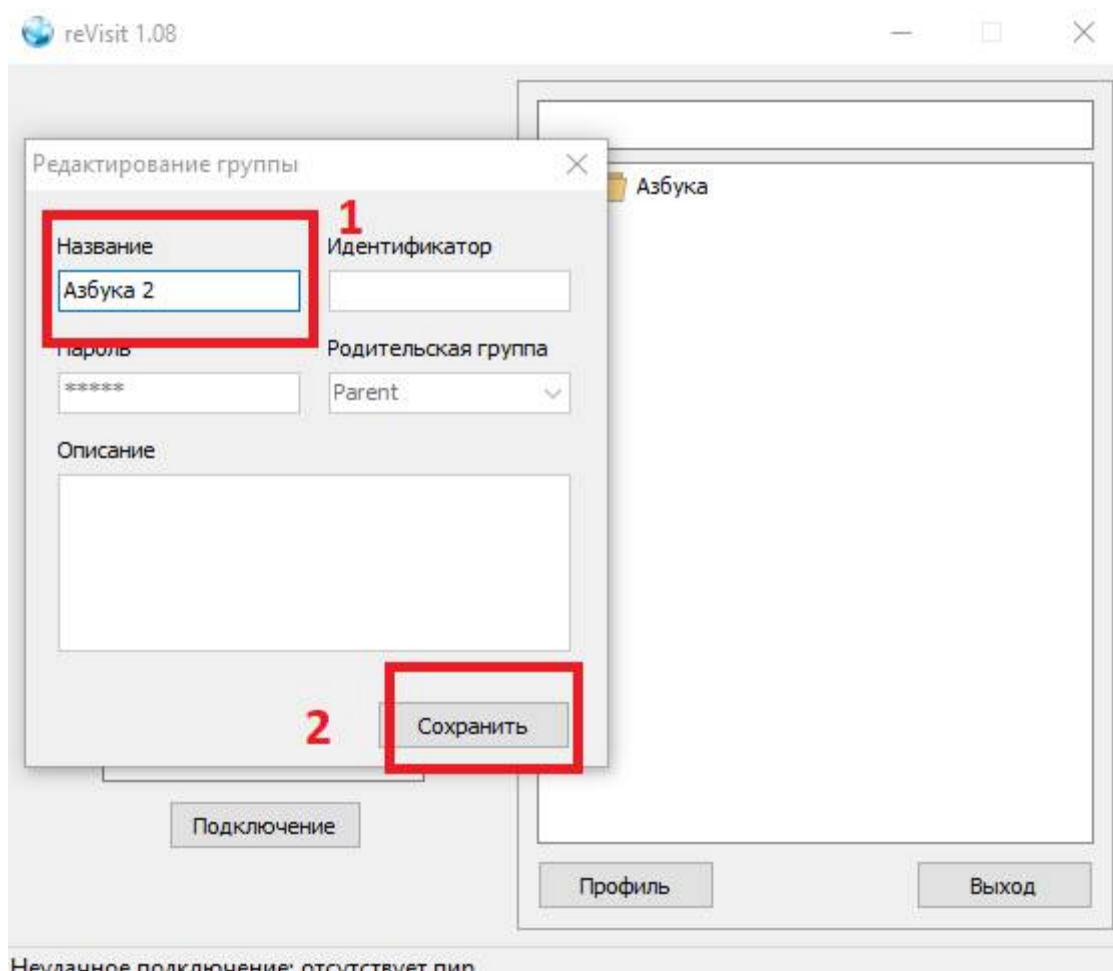 reVisit 1.08
Редактирование группы
Азбука
1
Название
Идентификатор
Азбука 2
Пароль
Родительская группа
*****
Parent
Описание
2
Сохранить
Подключение
Профиль
Выход
Неудачное подключение: отсутствует пир